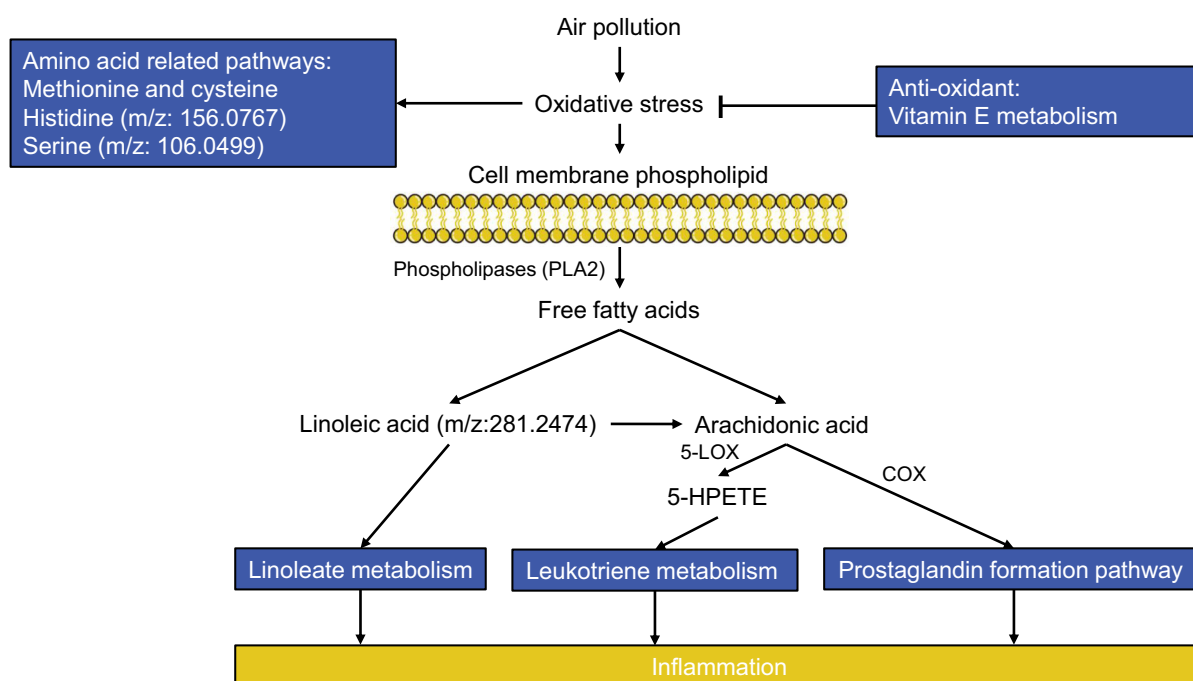 Air pollution
Amino acid related pathways:
Methionine and cysteine
Histidine (m/z: 156.0767)
Serine (m/z: 106.0499)
Oxidative stress
Anti-oxidant:
Vitamin E metabolism
Cell membrane phospholipid
Phospholipases (PLA2)
Free fatty acids
Linoleic acid (m/z:281.2474)
Arachidonic acid
5-LOX
COX
5-HPETE
Linoleate metabolism
Leukotriene metabolism
Prostaglandin formation pathway
Inflammation